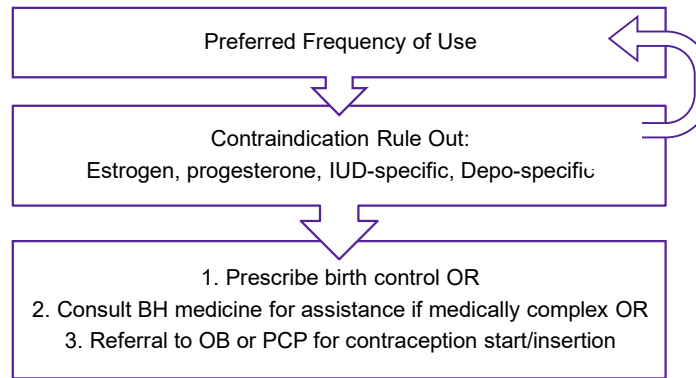 Preferred Frequency of Use
Contraindication Rule Out:
Estrogen, progesterone, IUD-specific, Depo-specific
1. Prescribe birth control OR
2. Consult BH medicine for assistance if medically complex OR
3. Referral to OB or PCP for contraception start/insertion